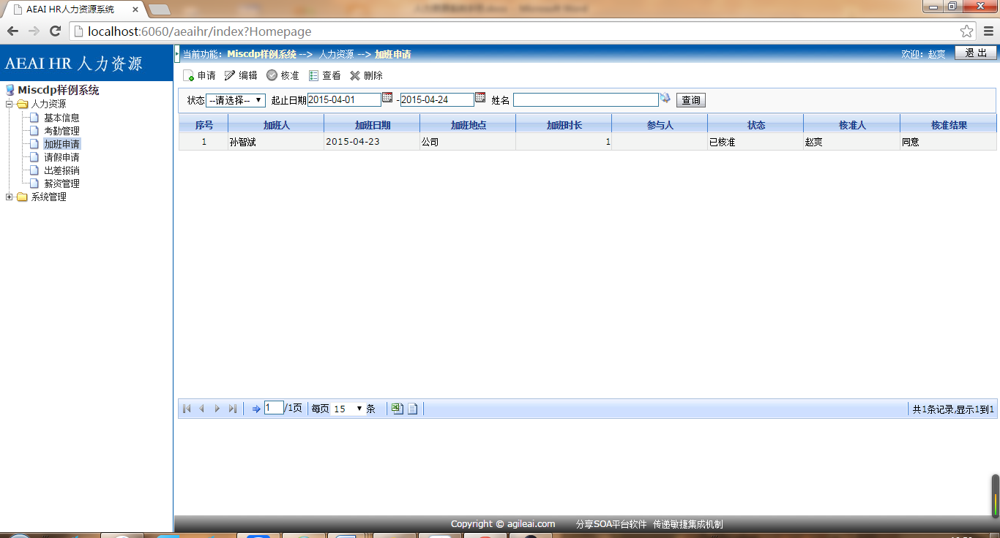 AEAI HR人力资源系统
localhost:6060/aeaihr/index?Homepage
AEAI HR 人力资源
当前功能: Miscdp样例系统 --> 人力资源 --> 加班申请
欢迎: 赵爽 退 出
Miscdp样例系统
人力资源
基本信息
考勤管理
加班申请
请假申请
出差报销
薪资管理
系统管理
申请 编辑 核准 查看 删除
状态 --请选择-- 起止日期 2015-04-01 - 2015-04-24 姓名 查询
序号 加班人 加班日期 加班地点 加班时长 参与人 状态 核准人 核准结果
1 孙智斌 2015-04-23 公司 1 已核准 赵爽 同意
1 /1页 每页 15 条 共1条记录,显示1到1
Copyright © agileai.com 分享SOA平台软件 传递敏捷集成机制